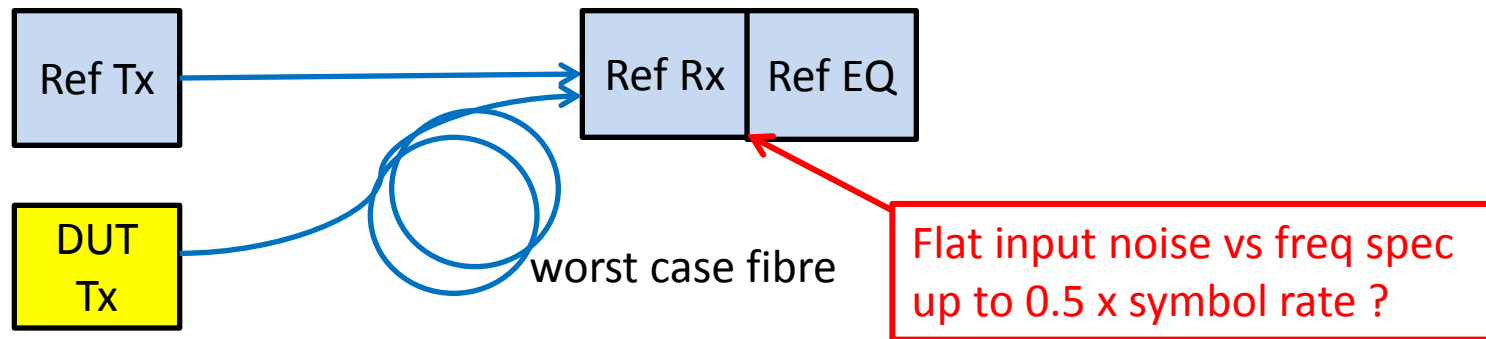 Ref Tx
Ref Rx
Ref EQ
DUT
Tx
worst case fibre
Flat input noise vs freq spec
up to 0.5 x symbol rate ?